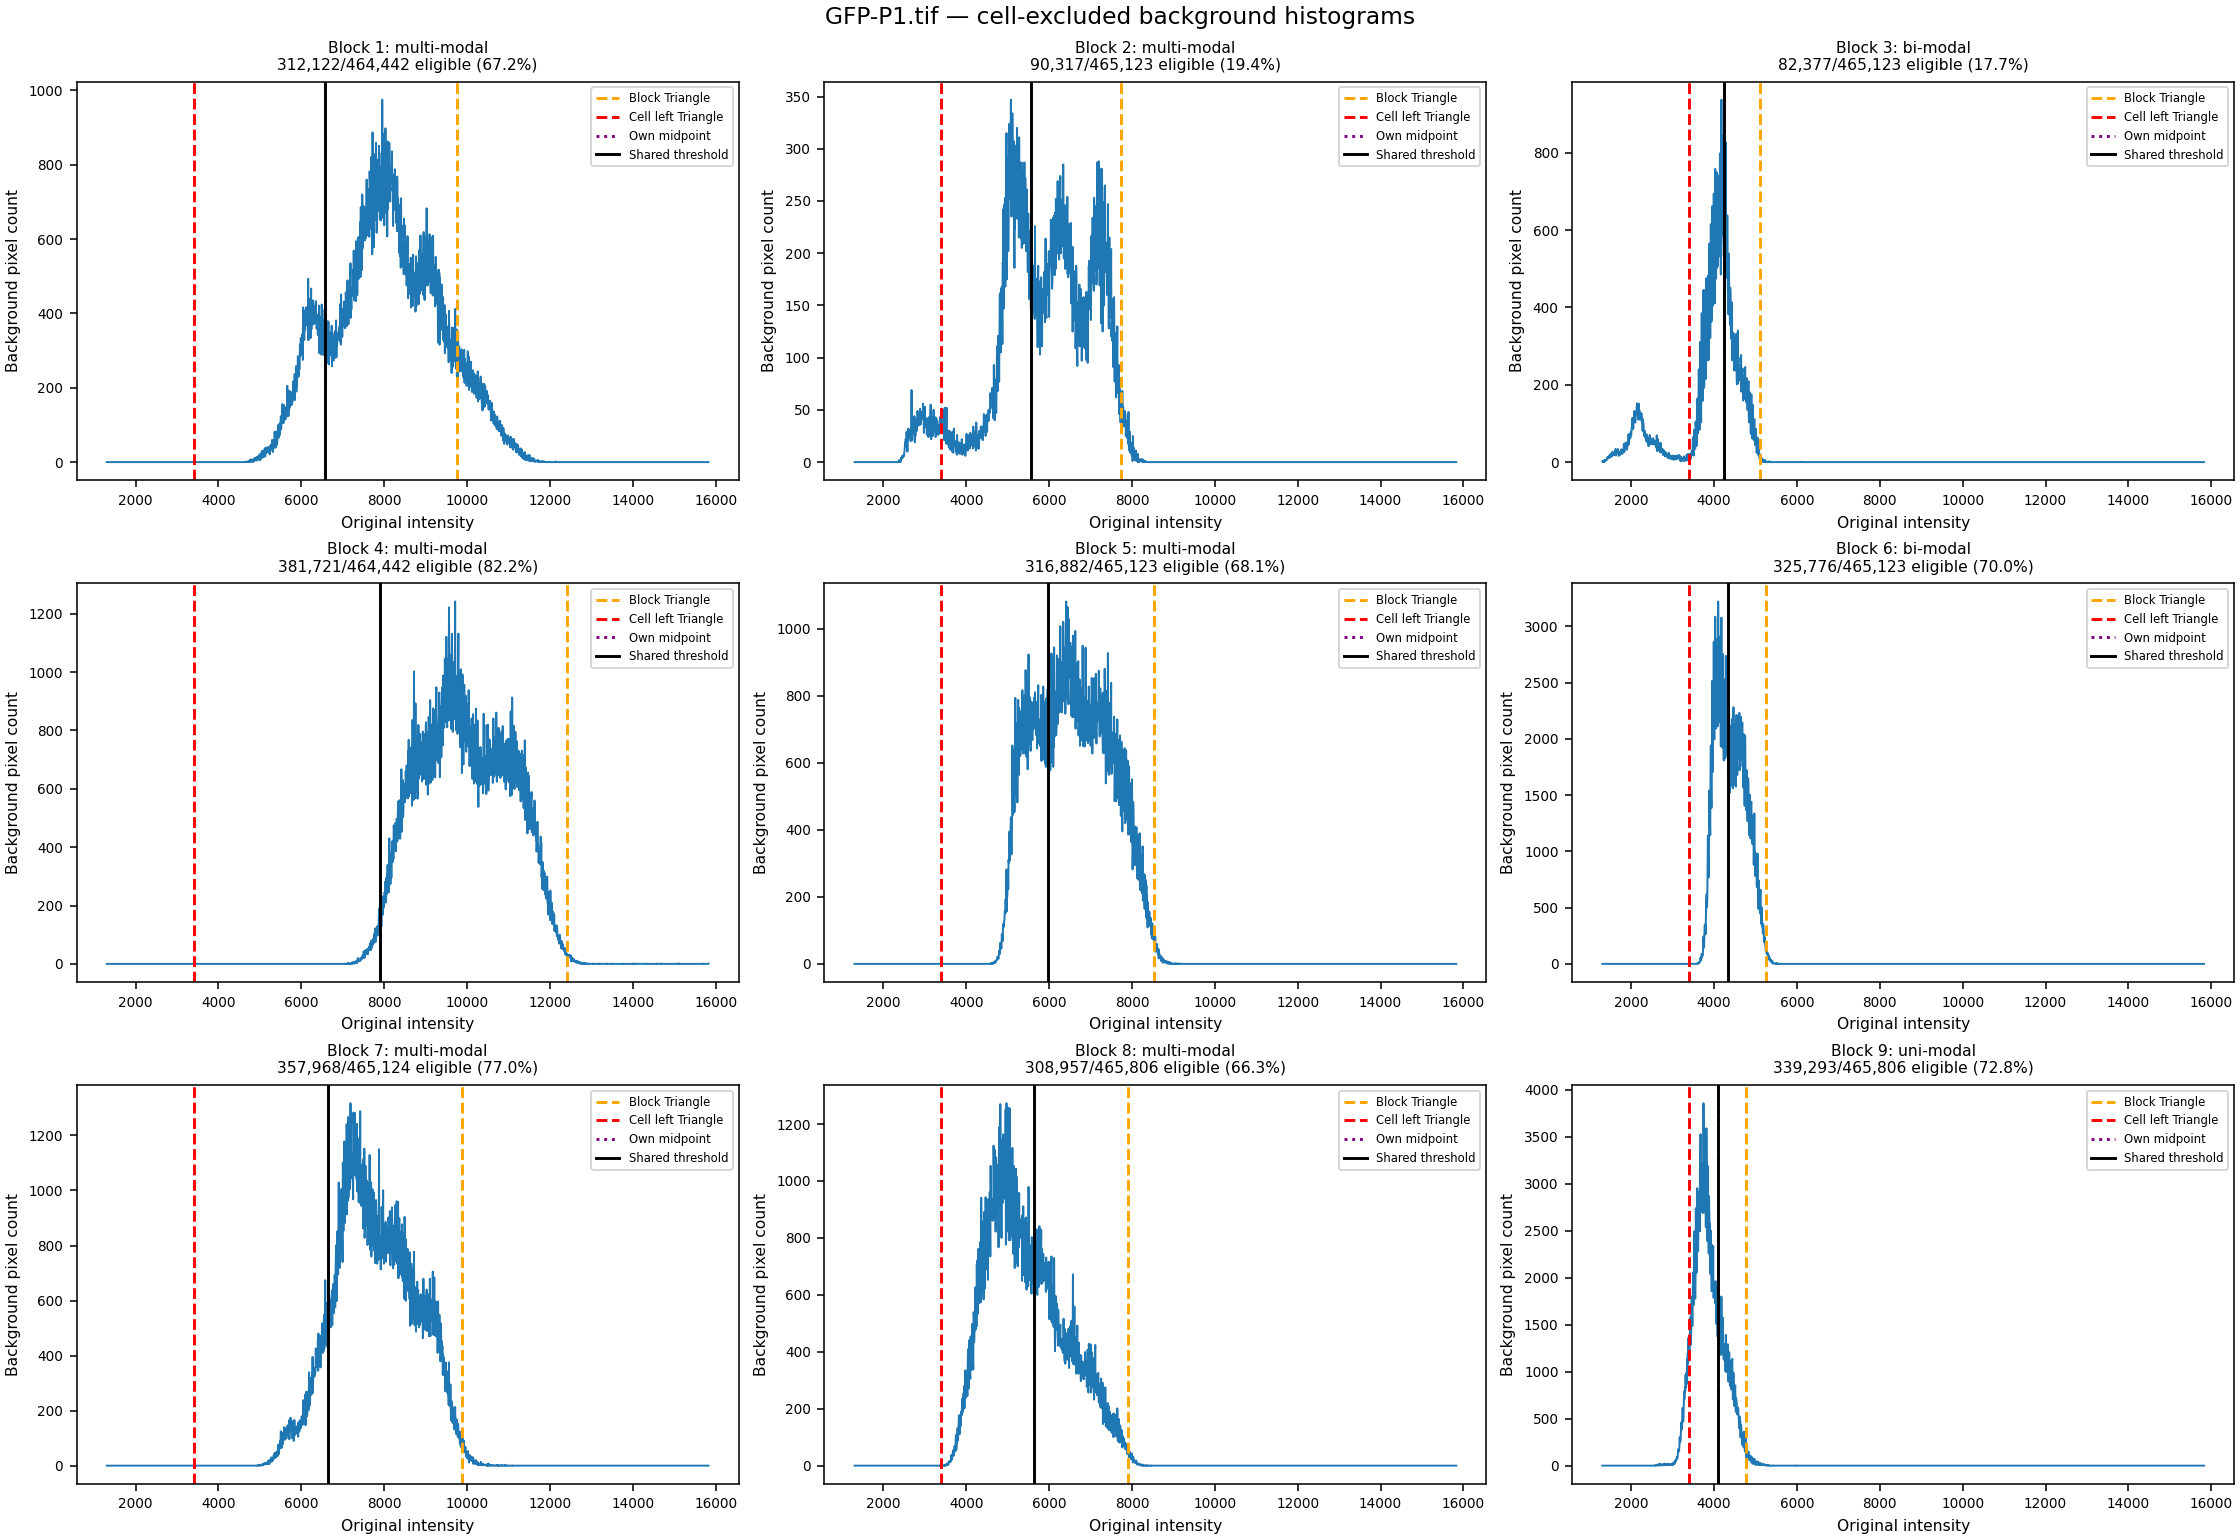 GFP-P1.tif — cell-excluded background histograms
Block 1: multi-modal
312,122/464,442 eligible (67.2%)
Background pixel count
1000
800
600
400
200
0
2000 4000 6000 8000 10000 12000 14000 16000
Original intensity
Block Triangle
Cell left Triangle
Own midpoint
Shared threshold
Block 2: multi-modal
90,317/465,123 eligible (19.4%)
Background pixel count
350
300
250
200
150
100
50
0
2000 4000 6000 8000 10000 12000 14000 16000
Original intensity
Block Triangle
Cell left Triangle
Own midpoint
Shared threshold
Block 3: bi-modal
82,377/465,123 eligible (17.7%)
Background pixel count
800
600
400
200
0
2000 4000 6000 8000 10000 12000 14000 16000
Original intensity
Block Triangle
Cell left Triangle
Own midpoint
Shared threshold
Block 4: multi-modal
381,721/464,442 eligible (82.2%)
Background pixel count
1200
1000
800
600
400
200
0
2000 4000 6000 8000 10000 12000 14000 16000
Original intensity
Block Triangle
Cell left Triangle
Own midpoint
Shared threshold
Block 5: multi-modal
316,882/465,123 eligible (68.1%)
Background pixel count
1000
800
600
400
200
0
2000 4000 6000 8000 10000 12000 14000 16000
Original intensity
Block Triangle
Cell left Triangle
Own midpoint
Shared threshold
Block 6: bi-modal
325,776/465,123 eligible (70.0%)
Background pixel count
3000
2500
2000
1500
1000
500
0
2000 4000 6000 8000 10000 12000 14000 16000
Original intensity
Block Triangle
Cell left Triangle
Own midpoint
Shared threshold
Block 7: multi-modal
357,968/465,124 eligible (77.0%)
Background pixel count
1200
1000
800
600
400
200
0
2000 4000 6000 8000 10000 12000 14000 16000
Original intensity
Block Triangle
Cell left Triangle
Own midpoint
Shared threshold
Block 8: multi-modal
308,957/465,806 eligible (66.3%)
Background pixel count
1200
1000
800
600
400
200
0
2000 4000 6000 8000 10000 12000 14000 16000
Original intensity
Block Triangle
Cell left Triangle
Own midpoint
Shared threshold
Block 9: uni-modal
339,293/465,806 eligible (72.8%)
Background pixel count
4000
3500
3000
2500
2000
1500
1000
500
0
2000 4000 6000 8000 10000 12000 14000 16000
Original intensity
Block Triangle
Cell left Triangle
Own midpoint
Shared threshold